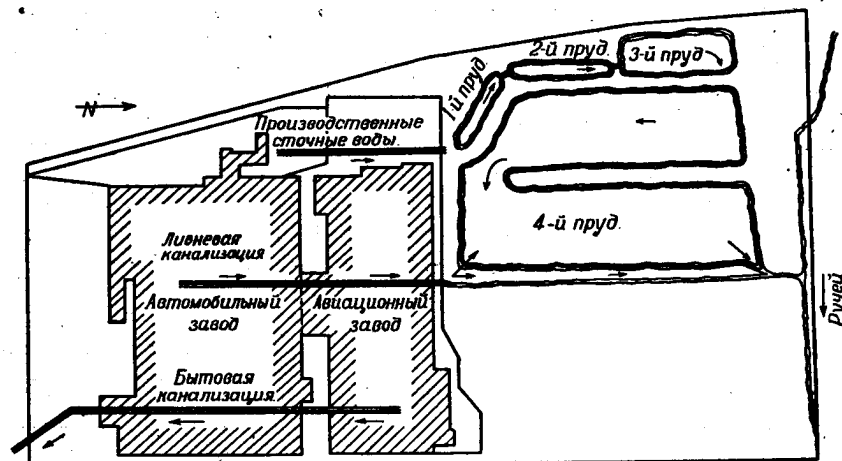 2-й пруд.
3-й пруд
1-й пруд.
N
Производственные
сточные воды.
4-й пруд.
Ливневая
канализация
Автомобильный
завод
Авиационный
завод
Ручей
Бытовая
канализация